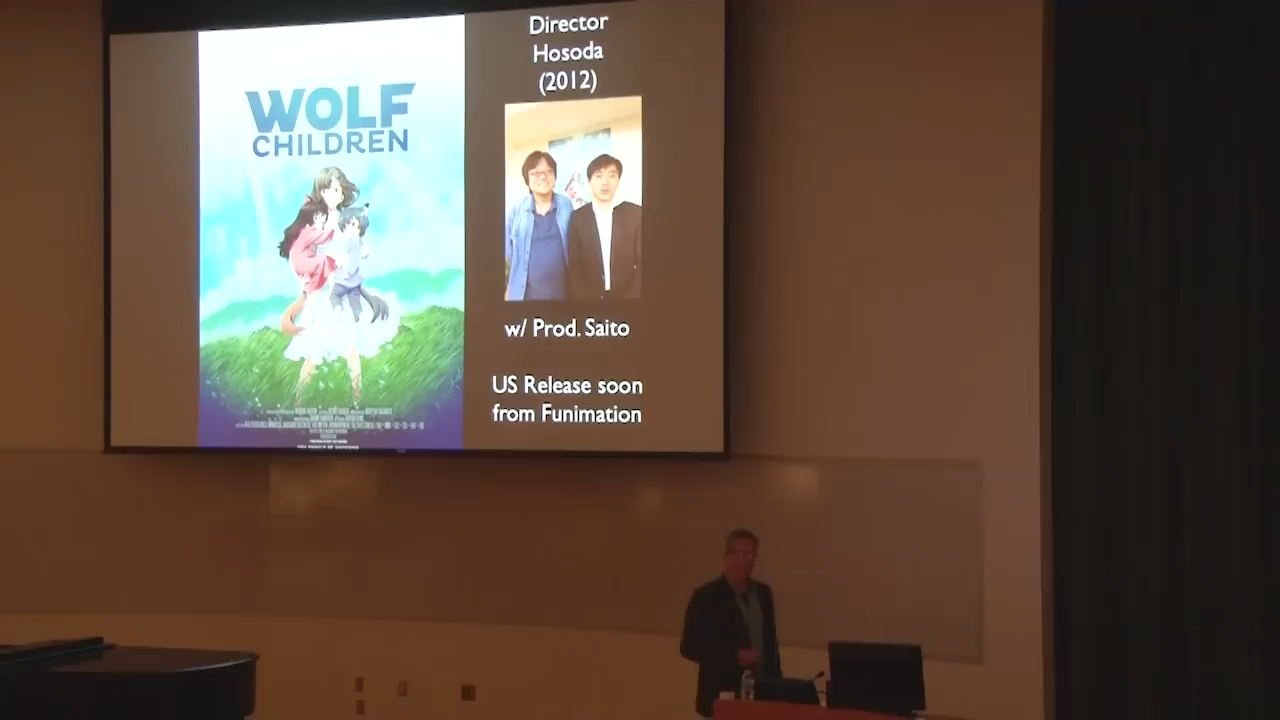 WOLF
CHILDREN
Director
Hosoda
(2012)
w/ Prod. Saito
US Release soon
from Funimation